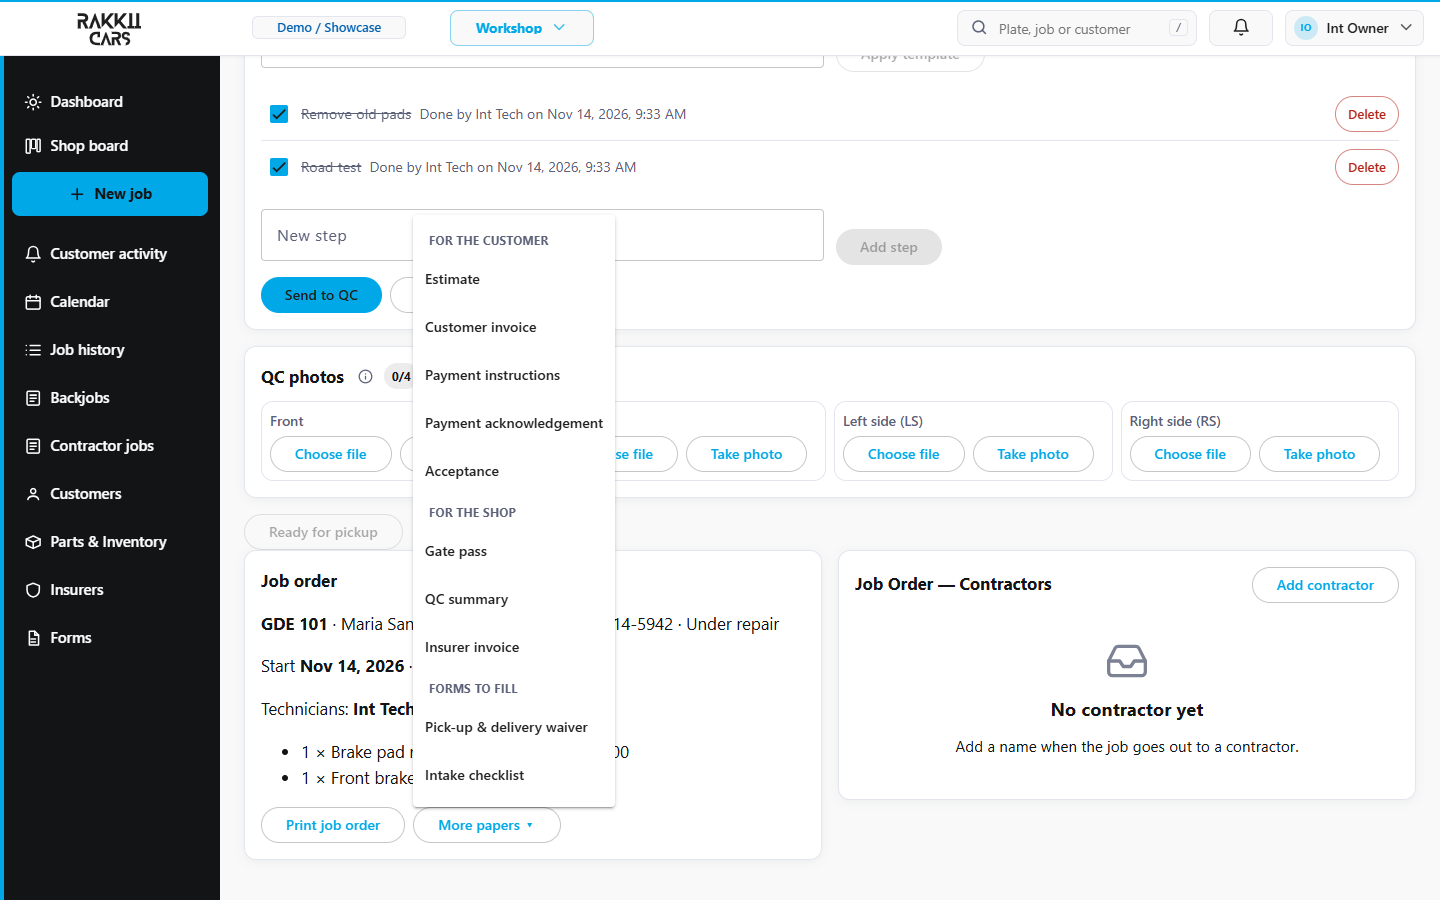 RAKKII CARS
Demo / Showcase
Workshop
Plate, job or customer
/
IO
Int Owner
Dashboard
Shop board
+ New job
Customer activity
Calendar
Job history
Backjobs
Contractor jobs
Customers
Parts & Inventory
Insurers
Forms
Apply template
Remove old pads Done by Int Tech on Nov 14, 2026, 9:33 AM
Delete
Road test Done by Int Tech on Nov 14, 2026, 9:33 AM
Delete
New step
Add step
Send to QC
FOR THE CUSTOMER
Estimate
Customer invoice
Payment instructions
Payment acknowledgement
Acceptance
FOR THE SHOP
Gate pass
QC summary
Insurer invoice
FORMS TO FILL
Pick-up & delivery waiver
Intake checklist
QC photos
0/4
Front
Choose file
se file
Take photo
Left side (LS)
Choose file
Take photo
Right side (RS)
Choose file
Take photo
Ready for pickup
Job order
GDE 101 · Maria San
14-5942 · Under repair
Start Nov 14, 2026 ·
Technicians: Int Tech
• 1 × Brake pad
00
• 1 × Front brake
Print job order
More papers ▾
Job Order — Contractors
Add contractor
No contractor yet
Add a name when the job goes out to a contractor.